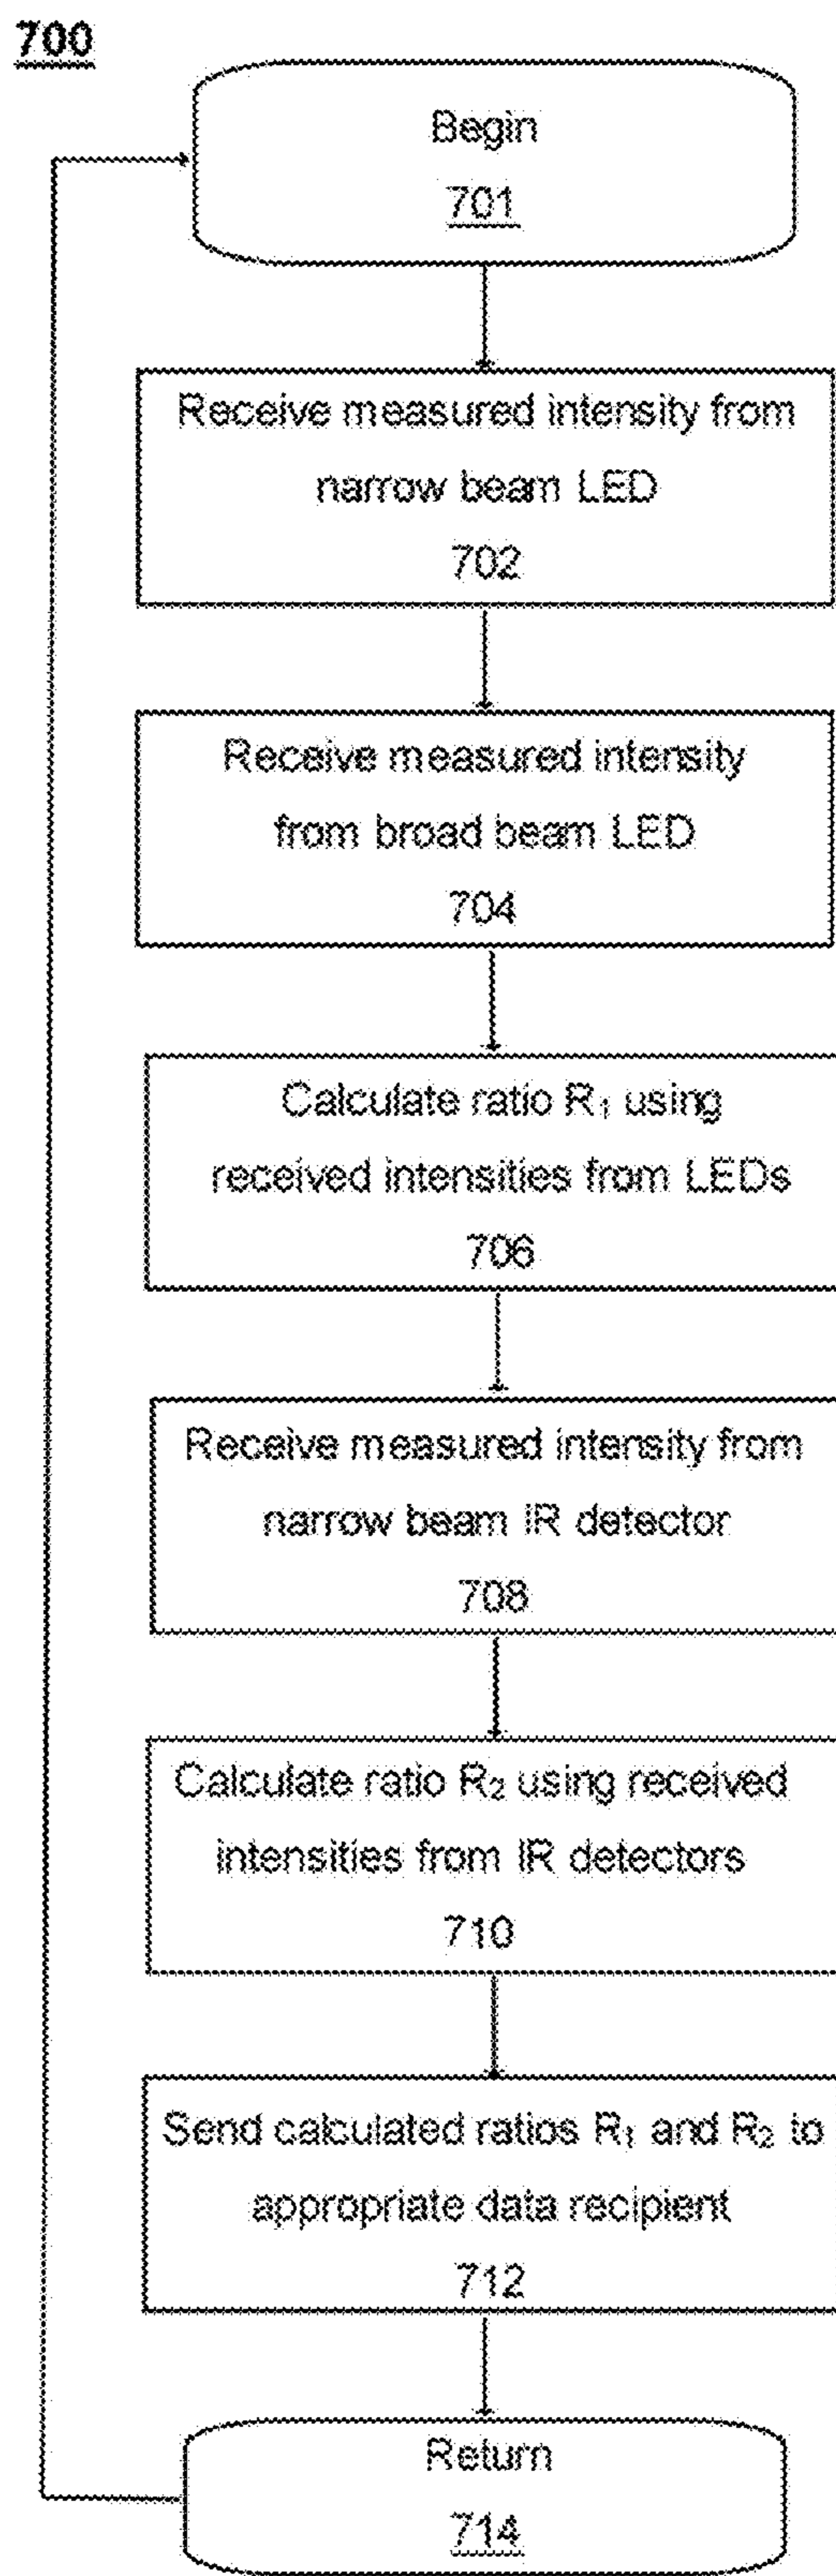 700
Begin
701
Receive measured intensity from
narrow beam LED
702
Receive measured intensity
from broad beam LED
704
Calculate ratio R₁ using
received intensities from LEDs
706
Receive measured intensity from
narrow beam IR detector
708
Calculate ratio R₂ using received
intensities from IR detectors
710
Send calculated ratios R₁ and R₂ to
appropriate data recipient
712
Return
714